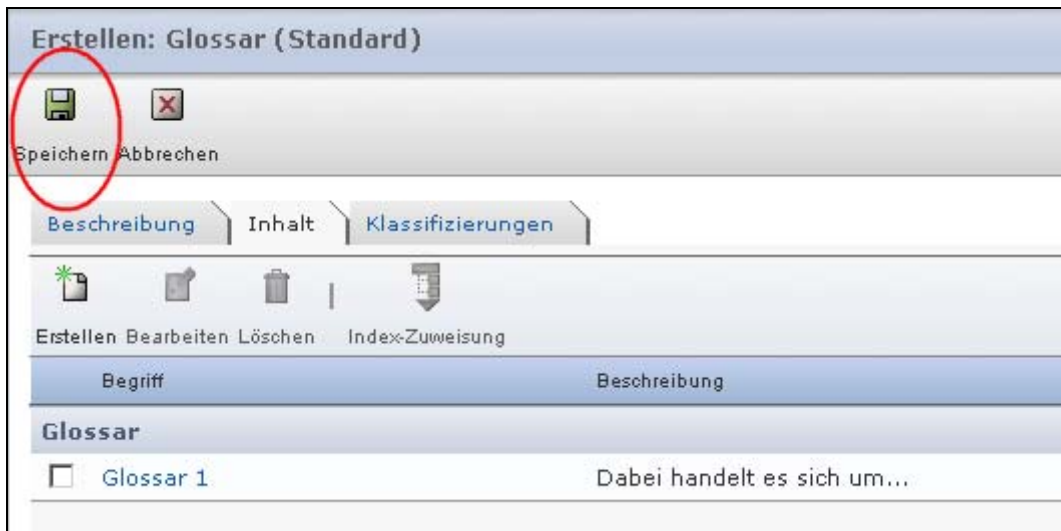 Erstellen: Glossar (Standard)
Speichern Abbrechen
Beschreibung Inhalt Klassifizierungen
Erstellen Bearbeiten Löschen Index-Zuweisung
Begriff Beschreibung
Glossar
Glossar 1 Dabei handelt es sich um...